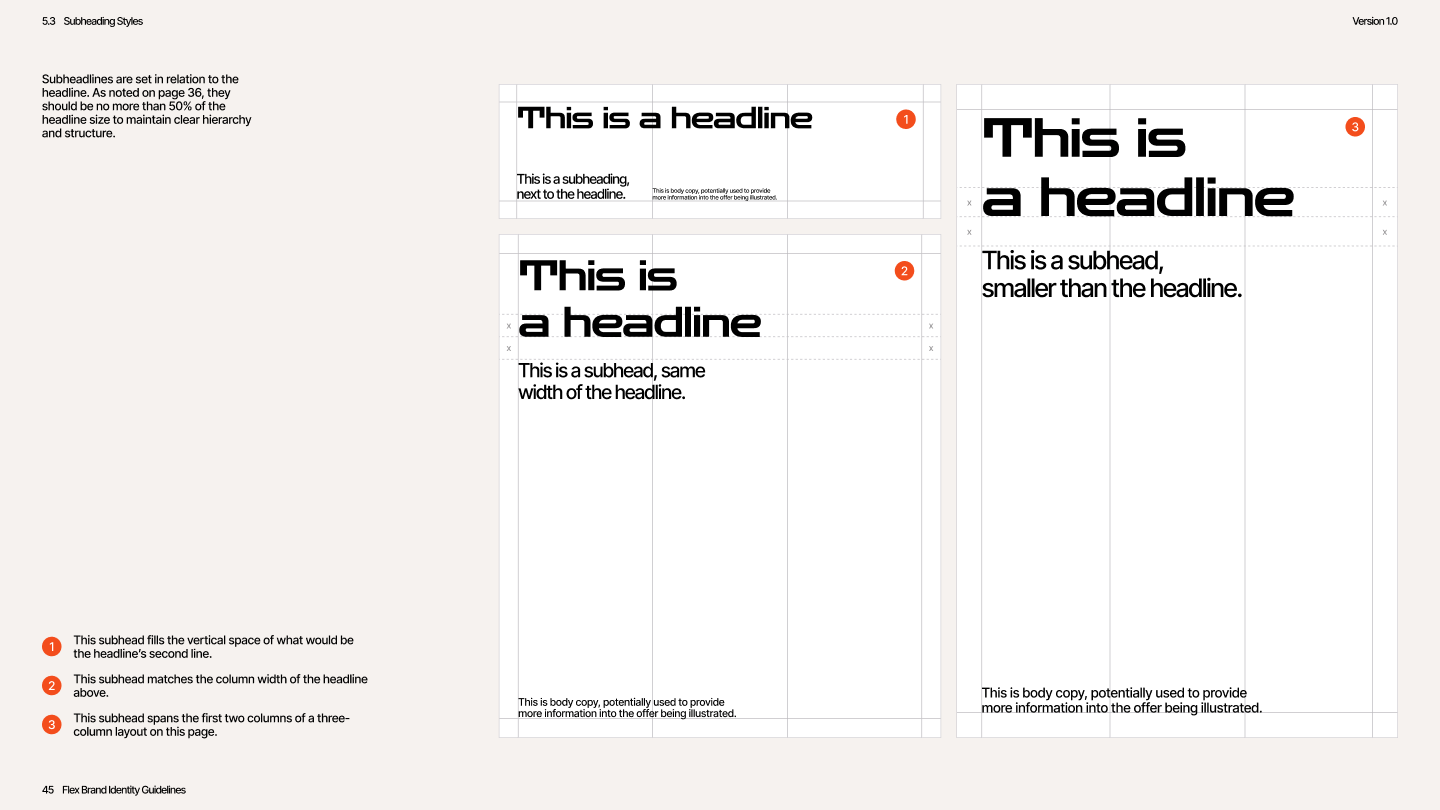 5.3 Subheading Styles
Version 1.0
Subheadlines are set in relation to the
headline. As noted on page 36, they
should be no more than 50% of the
headline size to maintain clear hierarchy
and structure.
This is a headline
1
This is a subheading,
next to the headline.
This is body copy, potentially used to provide
more information into the offer being illustrated.
This is
a headline
2
x
x
x
x
This is a subhead, same
width of the headline.
This is body copy, potentially used to provide
more information into the offer being illustrated.
This is
a headline
3
x
x
x
x
This is a subhead,
smaller than the headline.
This is body copy, potentially used to provide
more information into the offer being illustrated.
1 This subhead fills the vertical space of what would be
the headline’s second line.
2 This subhead matches the column width of the headline
above.
3 This subhead spans the first two columns of a three-
column layout on this page.
45 Flex Brand Identity Guidelines